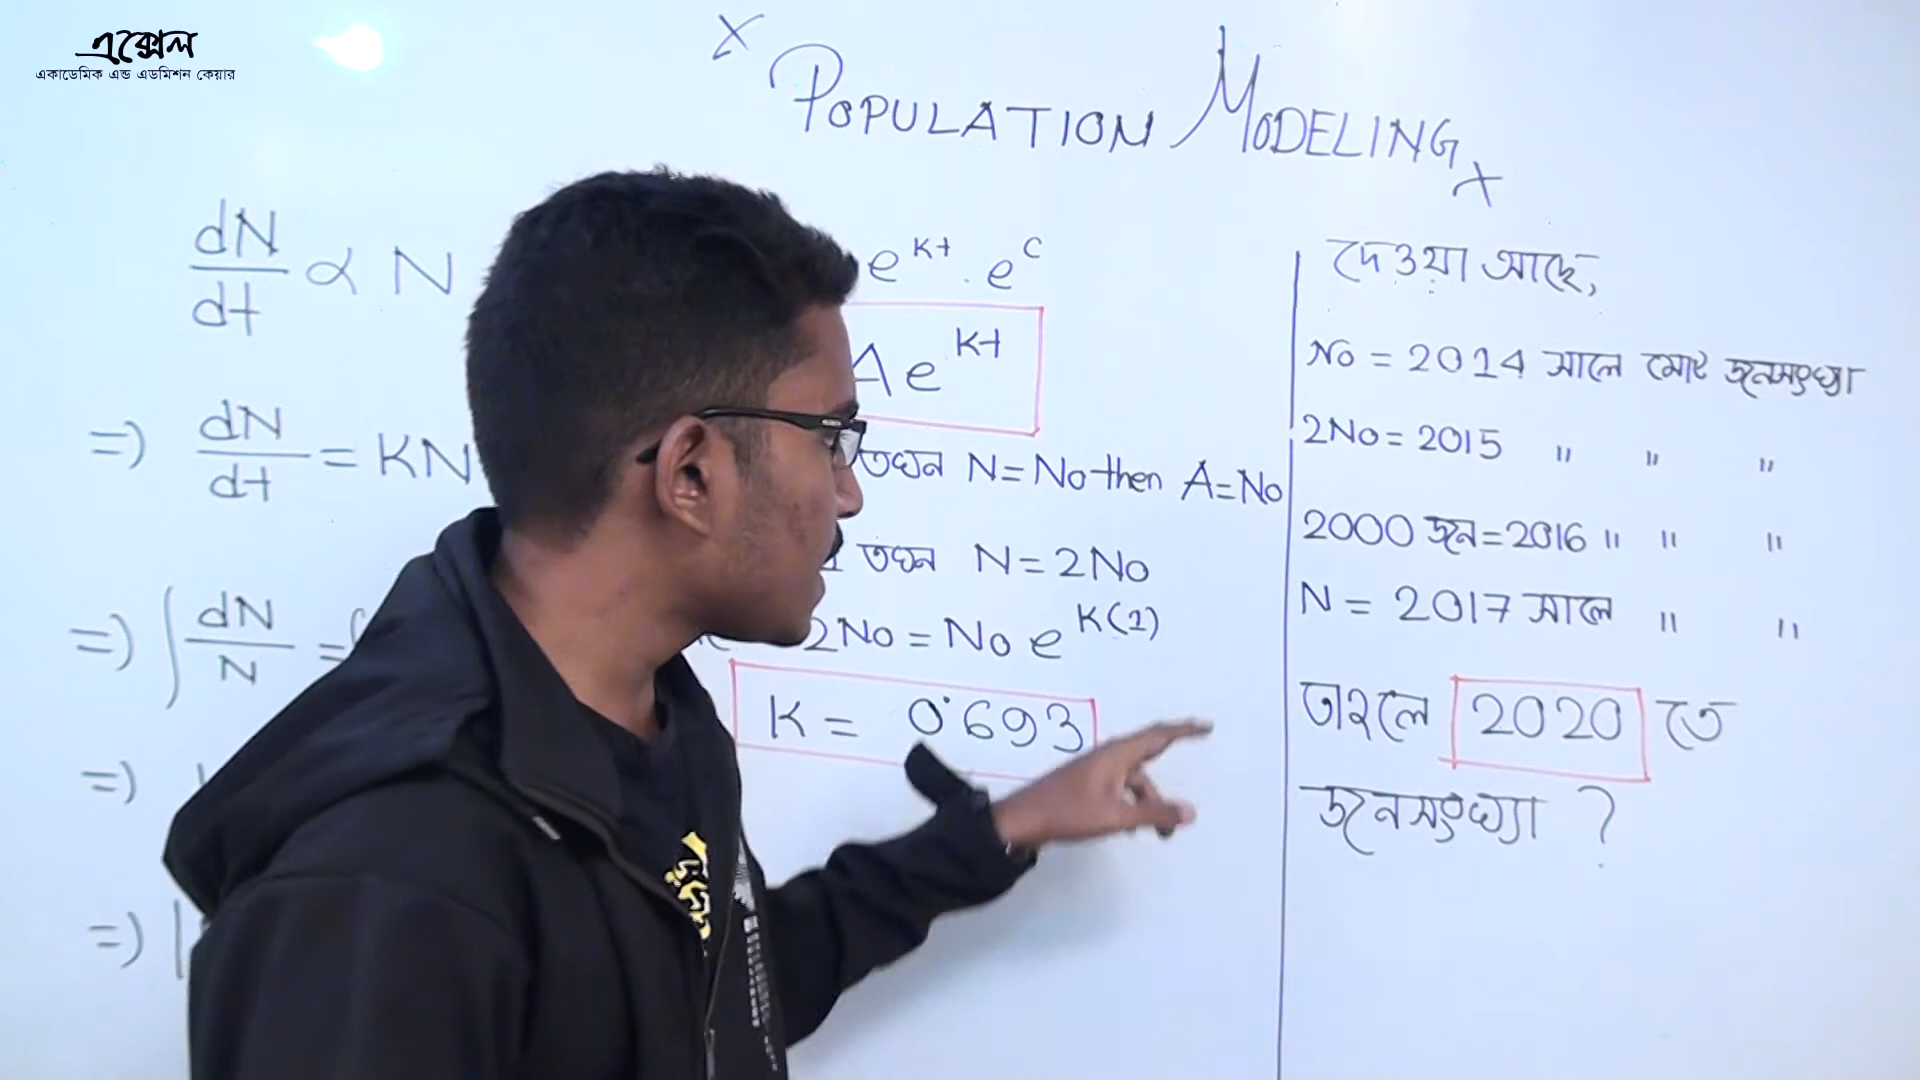 এক্সেল
একাডেমিক এন্ড এডমিশন কেয়ার
POPULATION MODELING
dN/dt ∝ N
=) dN/dt = KN
=) ∫ dN/N =
=)
=)
e^kt . e^c
Ae^kt
তখন N = No then A = No
তখন N = 2No
2No = No e^K(1)
K = 0.693
দেওয়া আছে,
No = 2014 সালে মোট জনসংখ্যা
2No = 2015 " " "
2000 জন = 2016 " " "
N = 2017 সালে " "
তাহলে 2020 তে
জনসংখ্যা ?